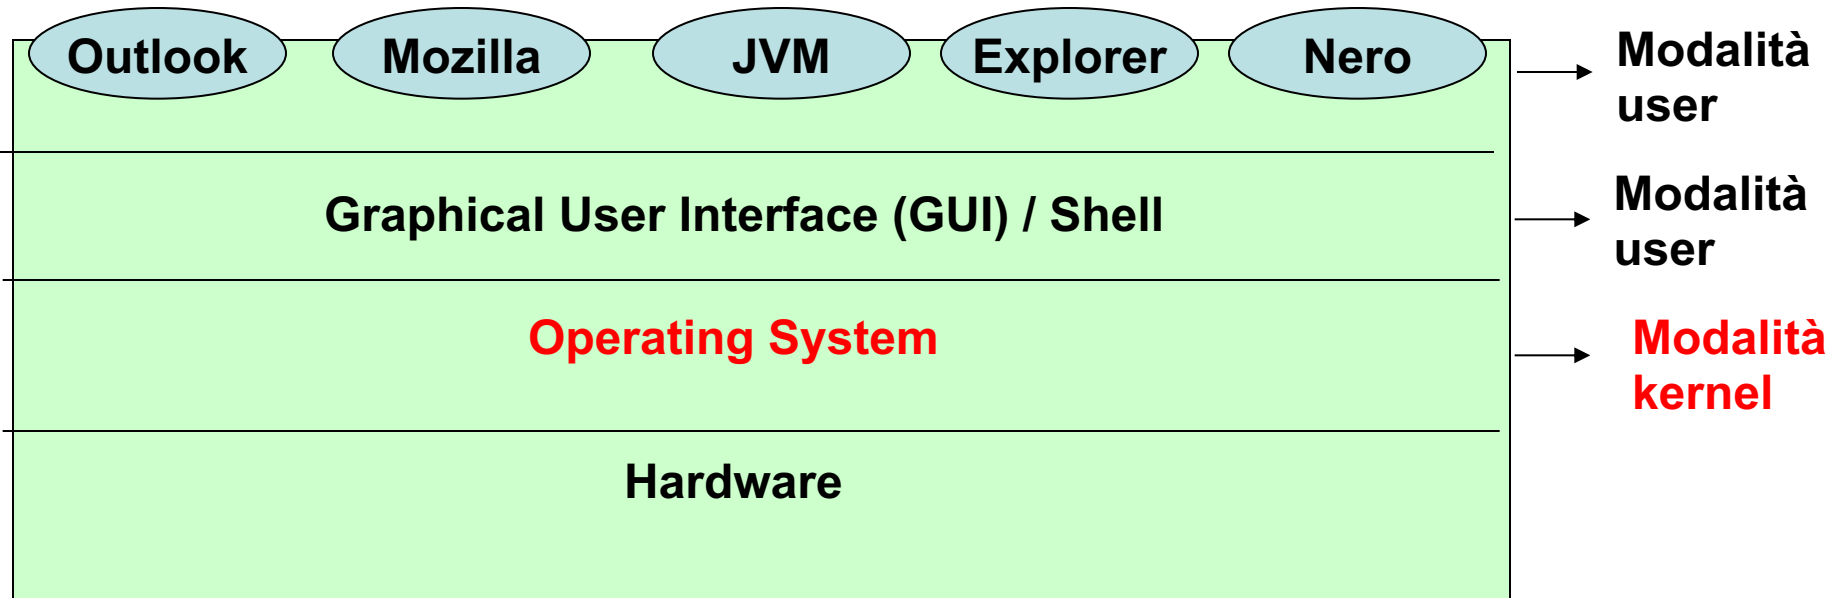 Outlook Mozilla JVM Explorer Nero
Modalità
user
Graphical User Interface (GUI) / Shell
Modalità
user
Operating System
Modalità
kernel
Hardware